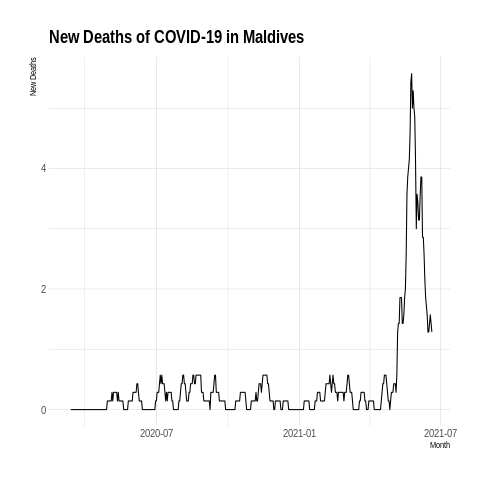 New Deaths of COVID-19 in Maldives
New Deaths
4
2
0
2020-07
2021-01
2021-07
Month